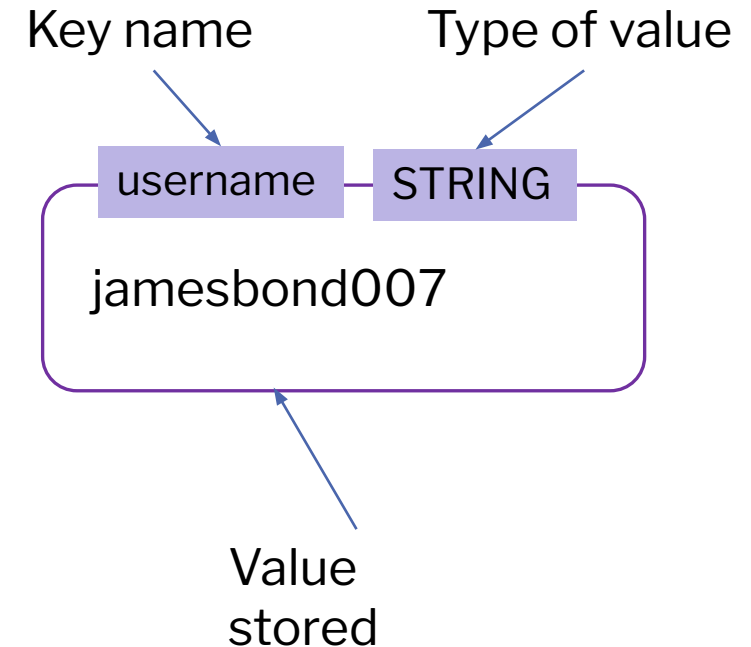 Key name
Type of value
username
STRING
jamesbond007
Value
stored